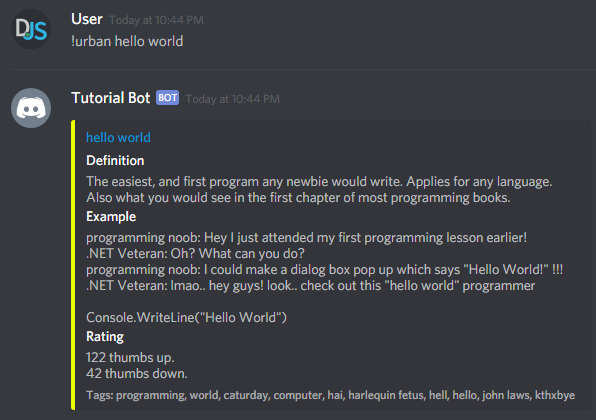 DJS
User Today at 10:44 PM
!urban hello world
Tutorial Bot BOT Today at 10:44 PM
hello world
Definition
The easiest, and first program any newbie would write. Applies for any language.
Also what you would see in the first chapter of most programming books.
Example
programming noob: Hey I just attended my first programming lesson earlier!
.NET Veteran: Oh? What can you do?
programming noob: I could make a dialog box pop up which says "Hello World!" !!!
.NET Veteran: lmao.. hey guys! look.. check out this "hello world" programmer
Console.WriteLine("Hello World")
Rating
122 thumbs up.
42 thumbs down.
Tags: programming, world, caturday, computer, hai, harlequin fetus, hell, hello, john laws, kthxbye